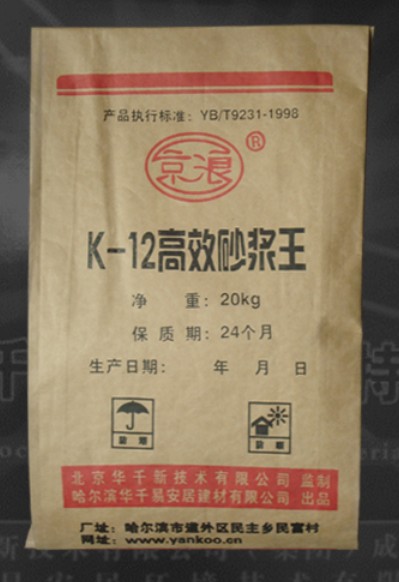 产品执行标准：YB/T9231-1998
京浪®
K-12高效砂浆王
净 重：20kg
保 质 期：24个月
生产日期： 年 月 日
北京华千新技术有限公司 监制
哈尔滨华千易安居建材有限公司 出品
厂址：哈尔滨市道外区民主乡民富村
网址：www.yankoo.cn